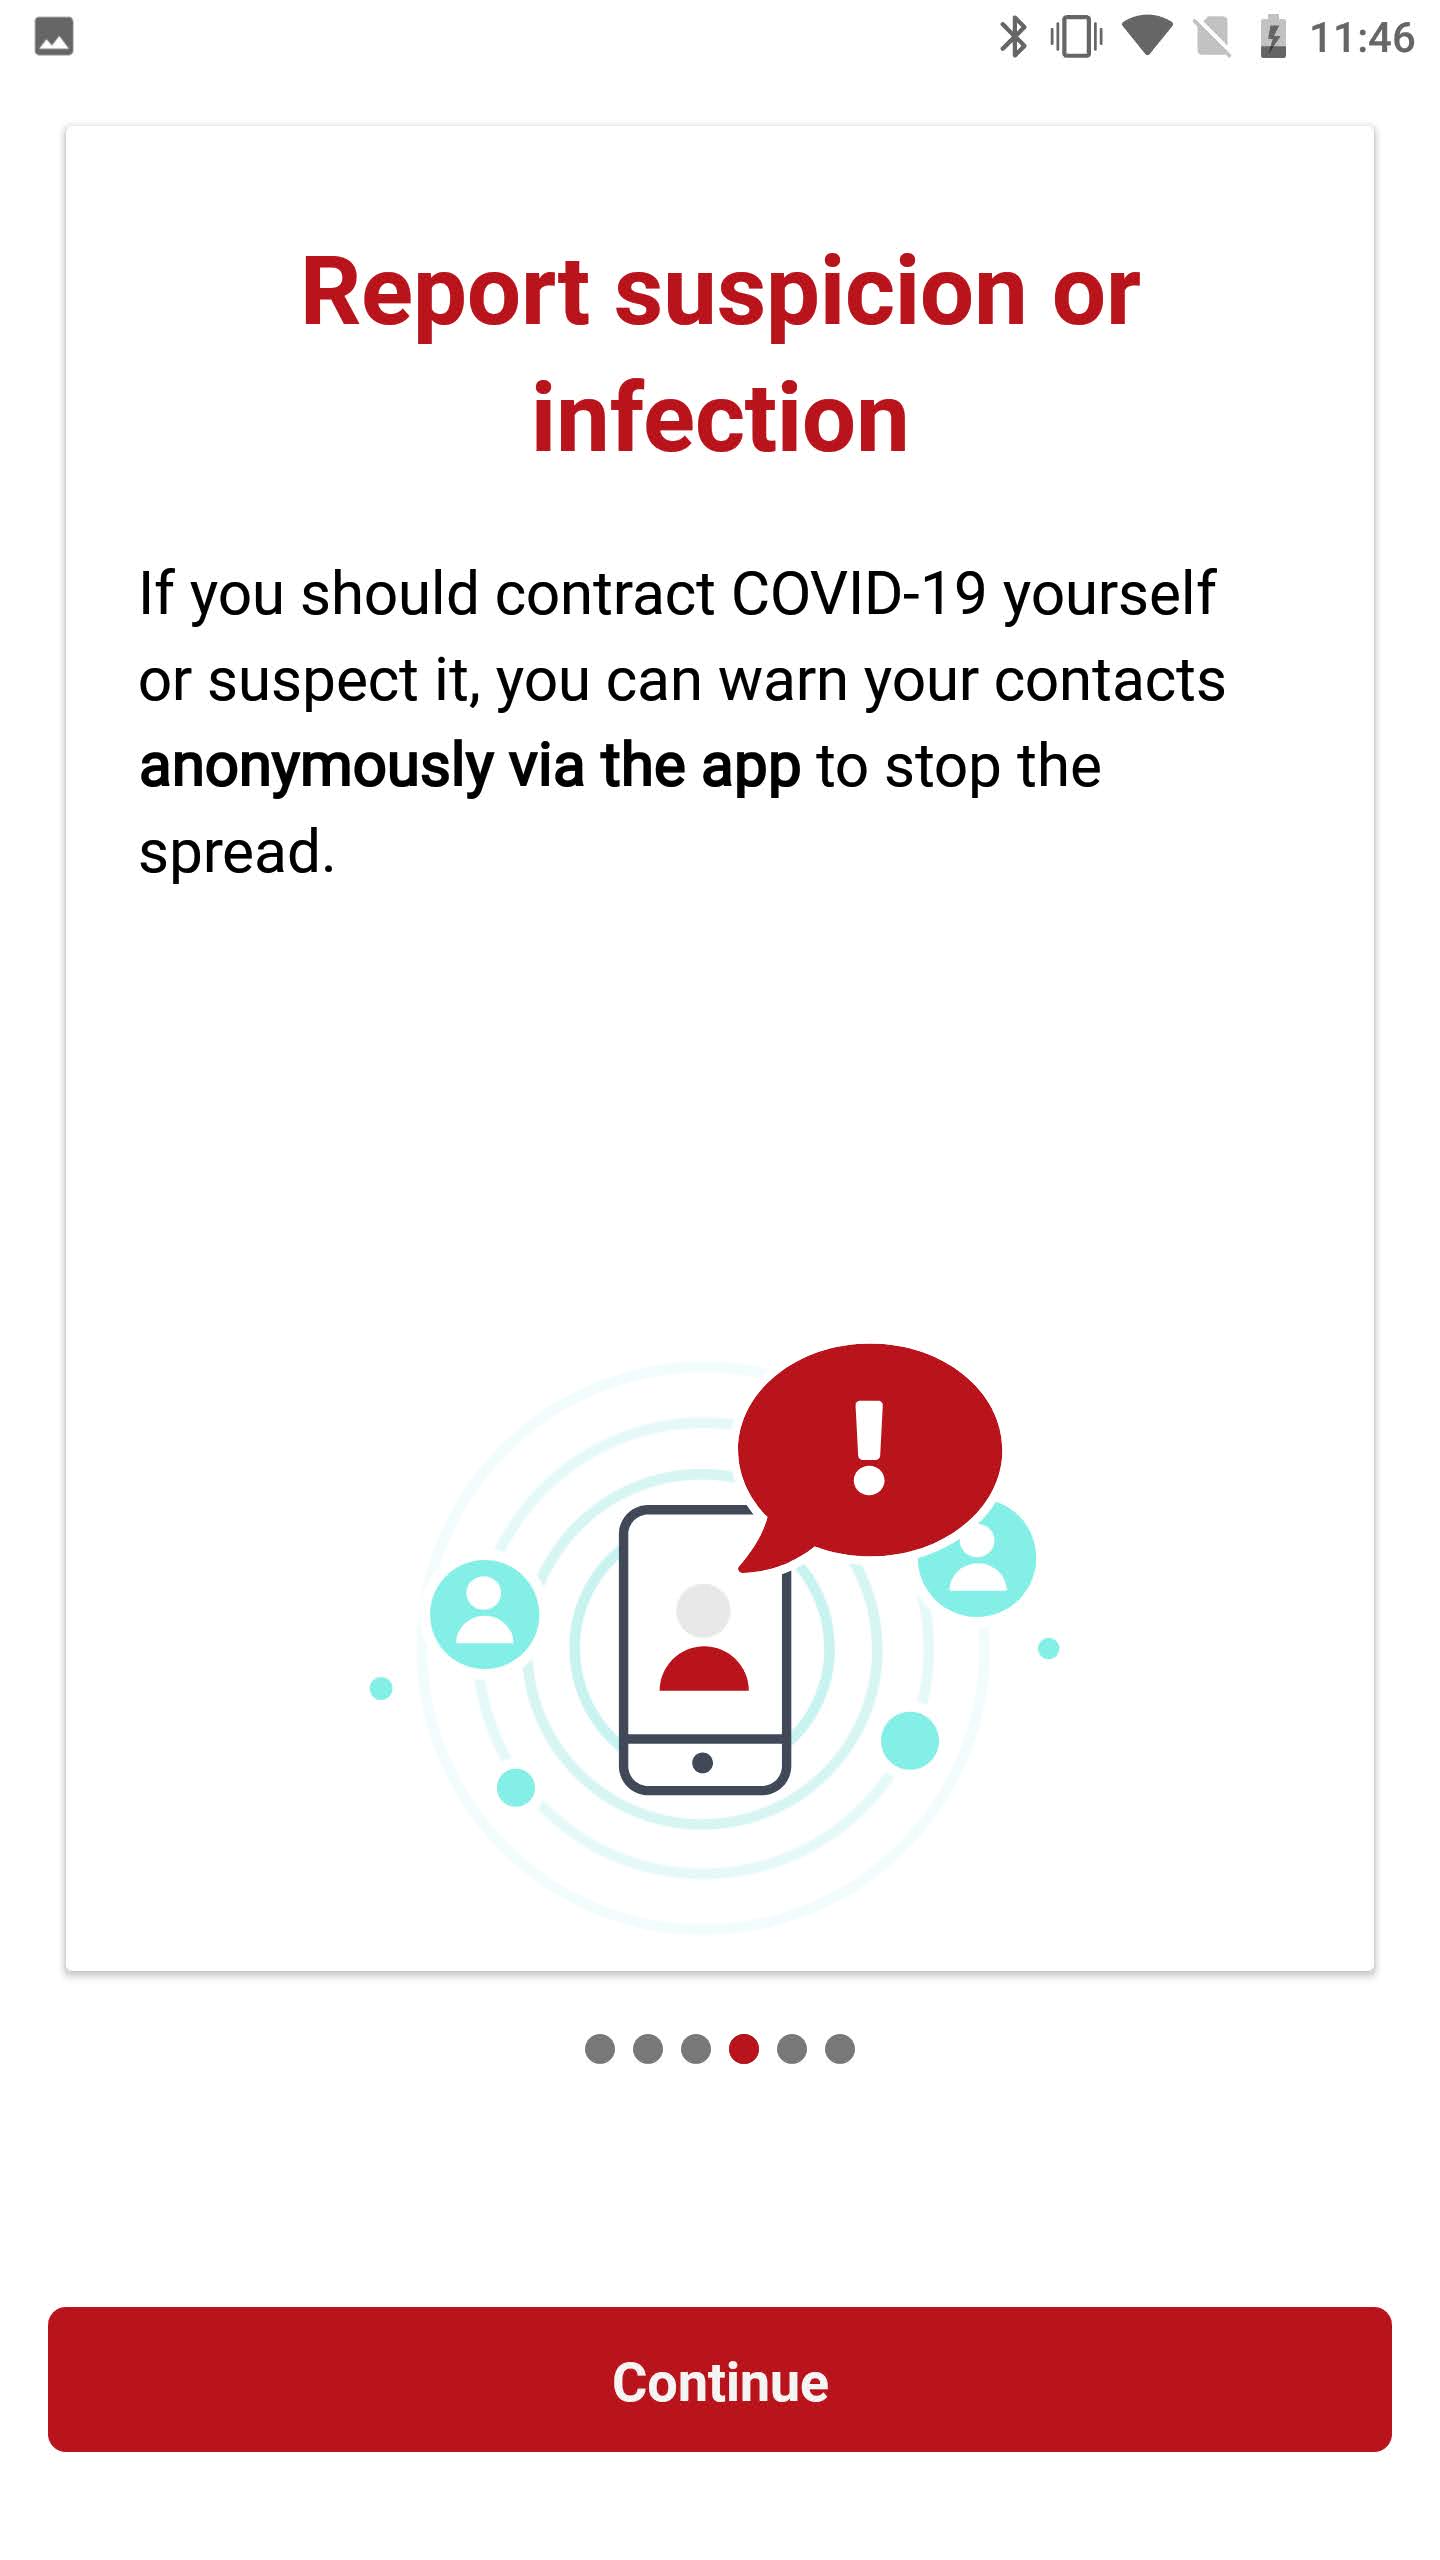 11:46
Report suspicion or
infection
If you should contract COVID-19 yourself
or suspect it, you can warn your contacts
anonymously via the app to stop the
spread.
!
Continue